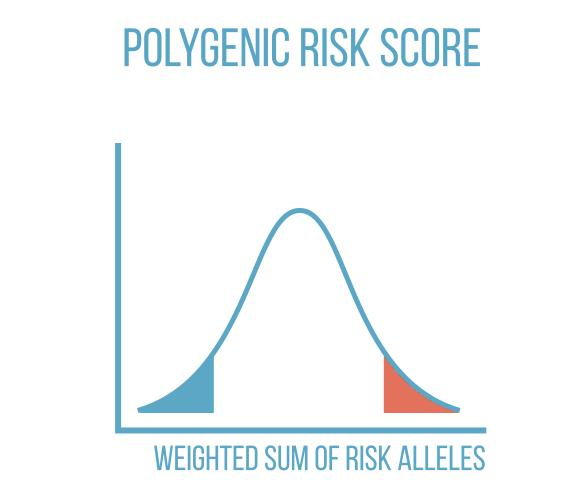 POLYGENIC RISK SCORE
WEIGHTED SUM OF RISK ALLELES